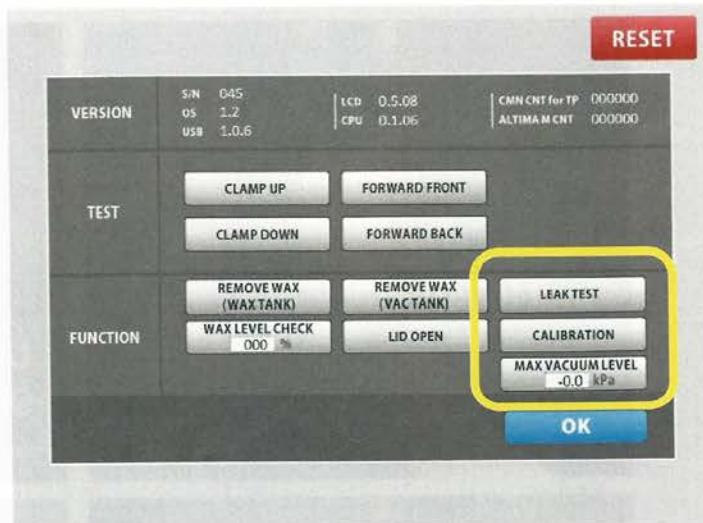 RESET
VERSION
S/N 045
OS 1.2
USB 1.0.6
LCD 0.5.08
CPU 0.1.06
CMN CNT for TP 000000
ALTIMA M CNT 000000
TEST
CLAMP UP
FORWARD FRONT
CLAMP DOWN
FORWARD BACK
FUNCTION
REMOVE WAX
(WAX TANK)
REMOVE WAX
(VAC TANK)
LEAK TEST
WAX LEVEL CHECK
000 %
LID OPEN
CALIBRATION
MAX VACUUM LEVEL
-0.0 kPa
OK